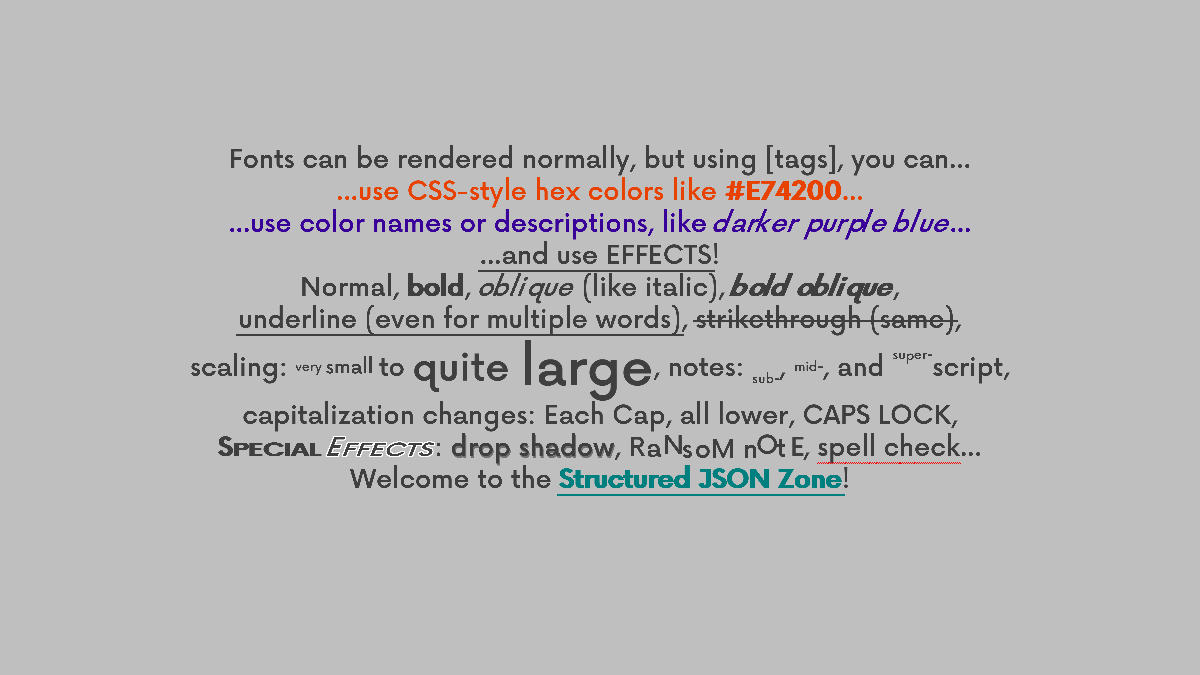 Fonts can be rendered normally, but using [tags], you can...
...use CSS-style hex colors like #E74200...
...use color names or descriptions, like darker purple blue...
...and use EFFECTS!
Normal, bold, oblique (like italic), bold oblique,
underline (even for multiple words), strikethrough (same),
scaling: very small to quite large, notes: sub-, mid-, and super-script,
capitalization changes: Each Cap, all lower, CAPS LOCK,
SPECIAL EFFECTS: drop shadow, RaNsoM nOtE, spell check...
Welcome to the Structured JSON Zone!